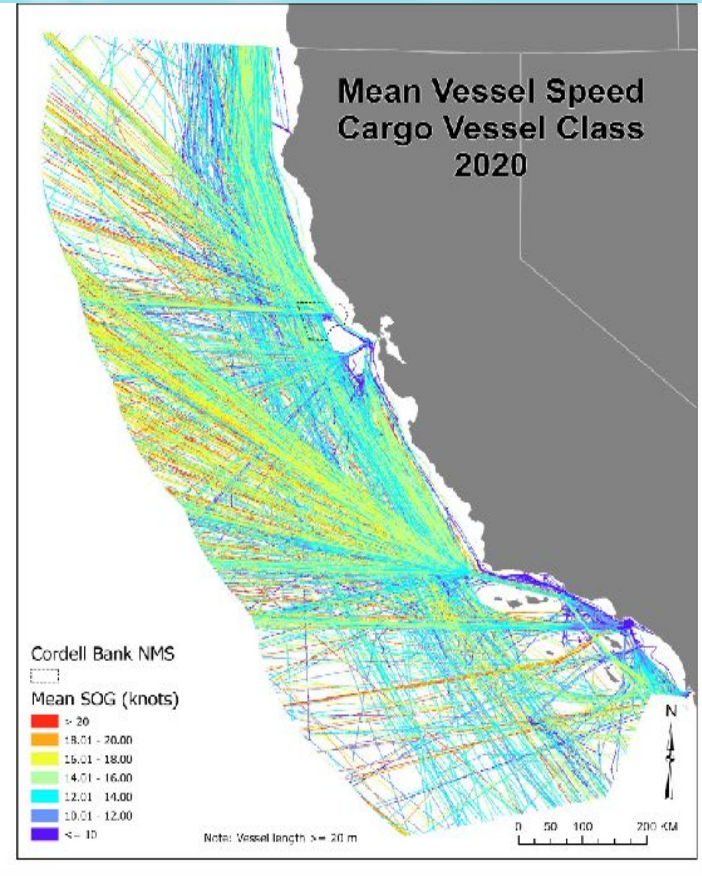 Mean Vessel Speed
Cargo Vessel Class
2020
Cordell Bank NMS
Mean SOG (knots)
> 20
18.01 - 20.00
16.01 - 18.00
14.01 - 16.00
12.01 - 14.00
10.01 - 12.00
<= 10
Note: Vessel length >= 20 m
N
0 50 100 200 KM